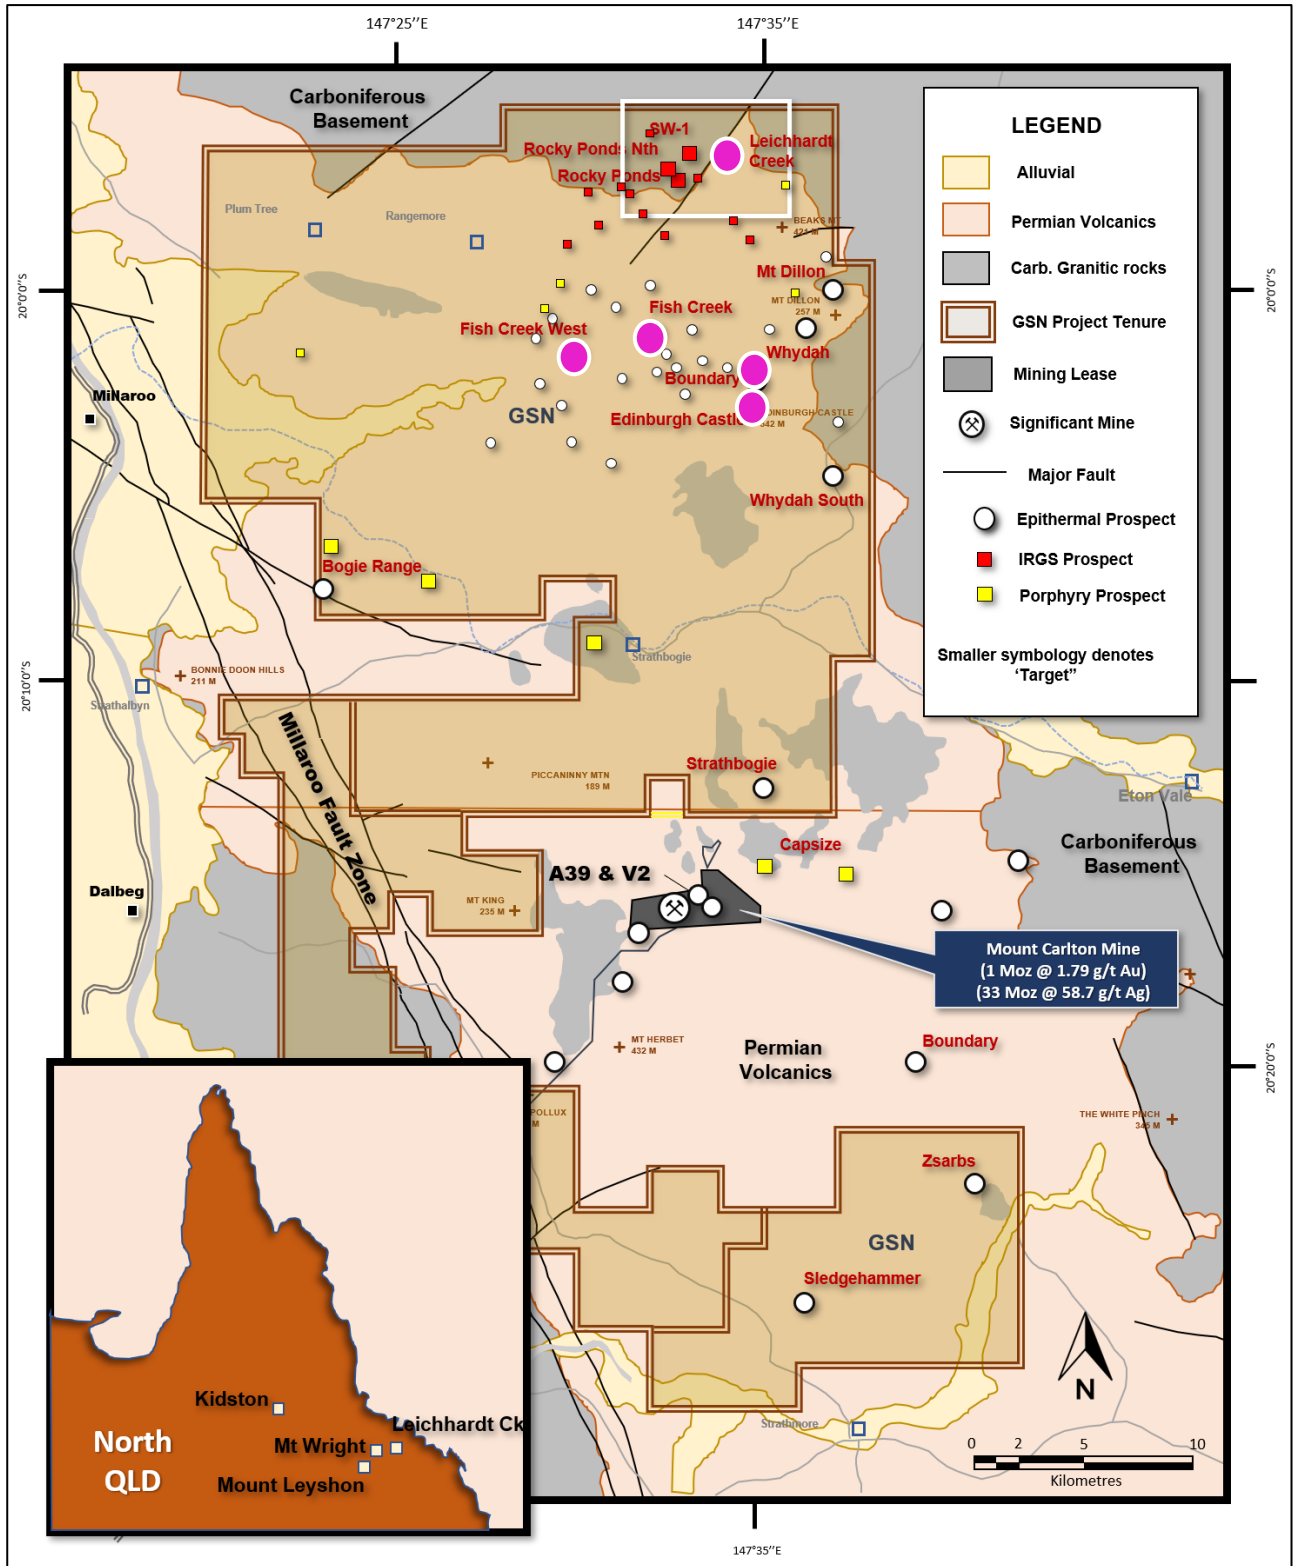 147°25’’E
147°35’’E
Carboniferous
Basement
SW-1
Rocky Ponds Nth
Leichhardt
Creek
Rocky Ponds
Plum Tree
Rangemore
BEAKS MT
421 M
20°0’0’’S
20°0’0’’S
Mt Dillon
MT DILLON
257 M
Fish Creek
Fish Creek West
Whydah
Boundary
Millaroo
GSN
Edinburgh Castle
EDINBURGH CASTLE
542 M
Whydah South
Bogie Range
Strathbogie
BONNIE DOON HILLS
211 M
20°10’0’’S
Strathalbyn
Millaroo Fault Zone
PICCANINNY MTN
189 M
Strathbogie
Eton Vale
Capsize
Carboniferous
Basement
A39 & V2
Dalbeg
MT KING
235 M
Mount Carlton Mine
(1 Moz @ 1.79 g/t Au)
(33 Moz @ 58.7 g/t Ag)
MT HERBET
432 M
Permian
Volcanics
Boundary
20°20’0’’S
POLLUX
M
THE WHITE PINCH
345 M
Zsarbs
GSN
Sledgehammer
Strathmore
N
0 2 5 10
Kilometres
147°35’’E
LEGEND
Alluvial
Permian Volcanics
Carb. Granitic rocks
GSN Project Tenure
Mining Lease
Significant Mine
Major Fault
Epithermal Prospect
IRGS Prospect
Porphyry Prospect
Smaller symbology denotes
‘Target’’
Kidston
Leichhardt Ck
Mt Wright
Mount Leyshon
North
QLD